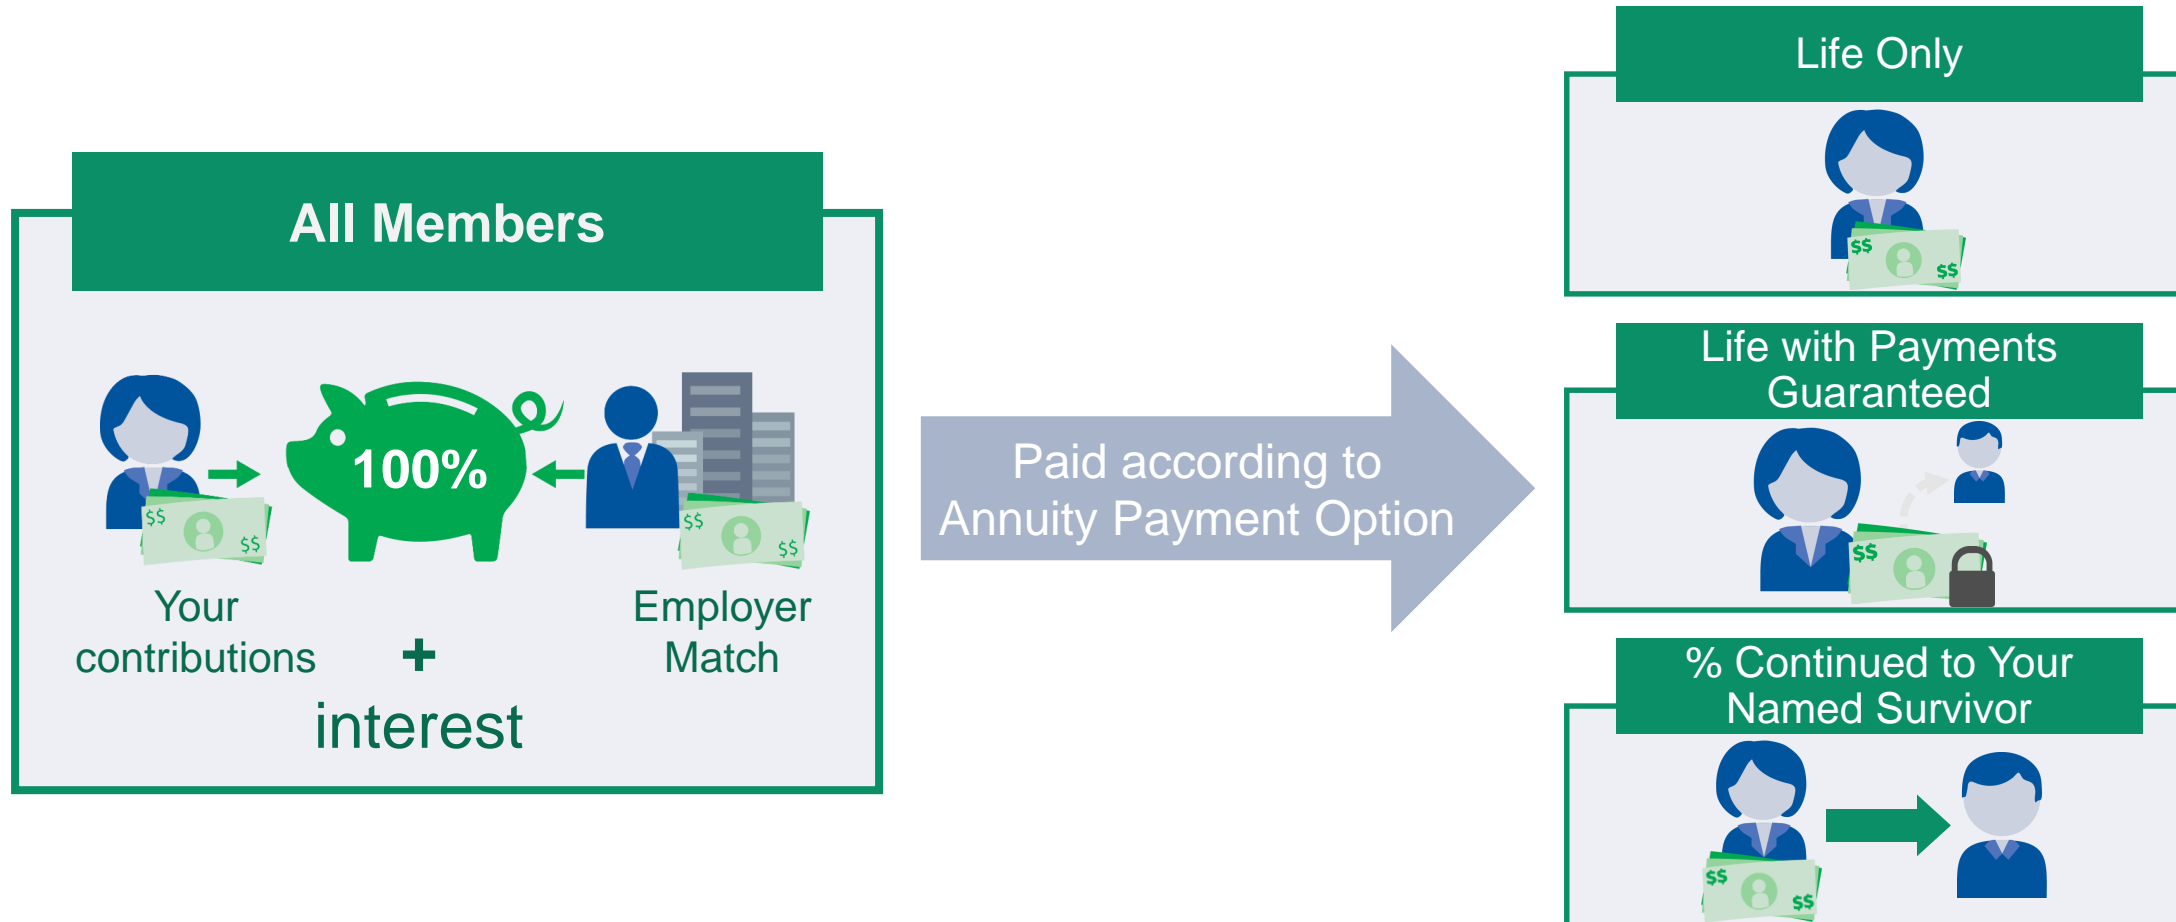 All Members
$$
$$
100%
$$
$$
Your
contributions
+
Employer
Match
interest
Paid according to
Annuity Payment Option
Life Only
$$
$$
Life with Payments
Guaranteed
$$
% Continued to Your
Named Survivor
$$
$$